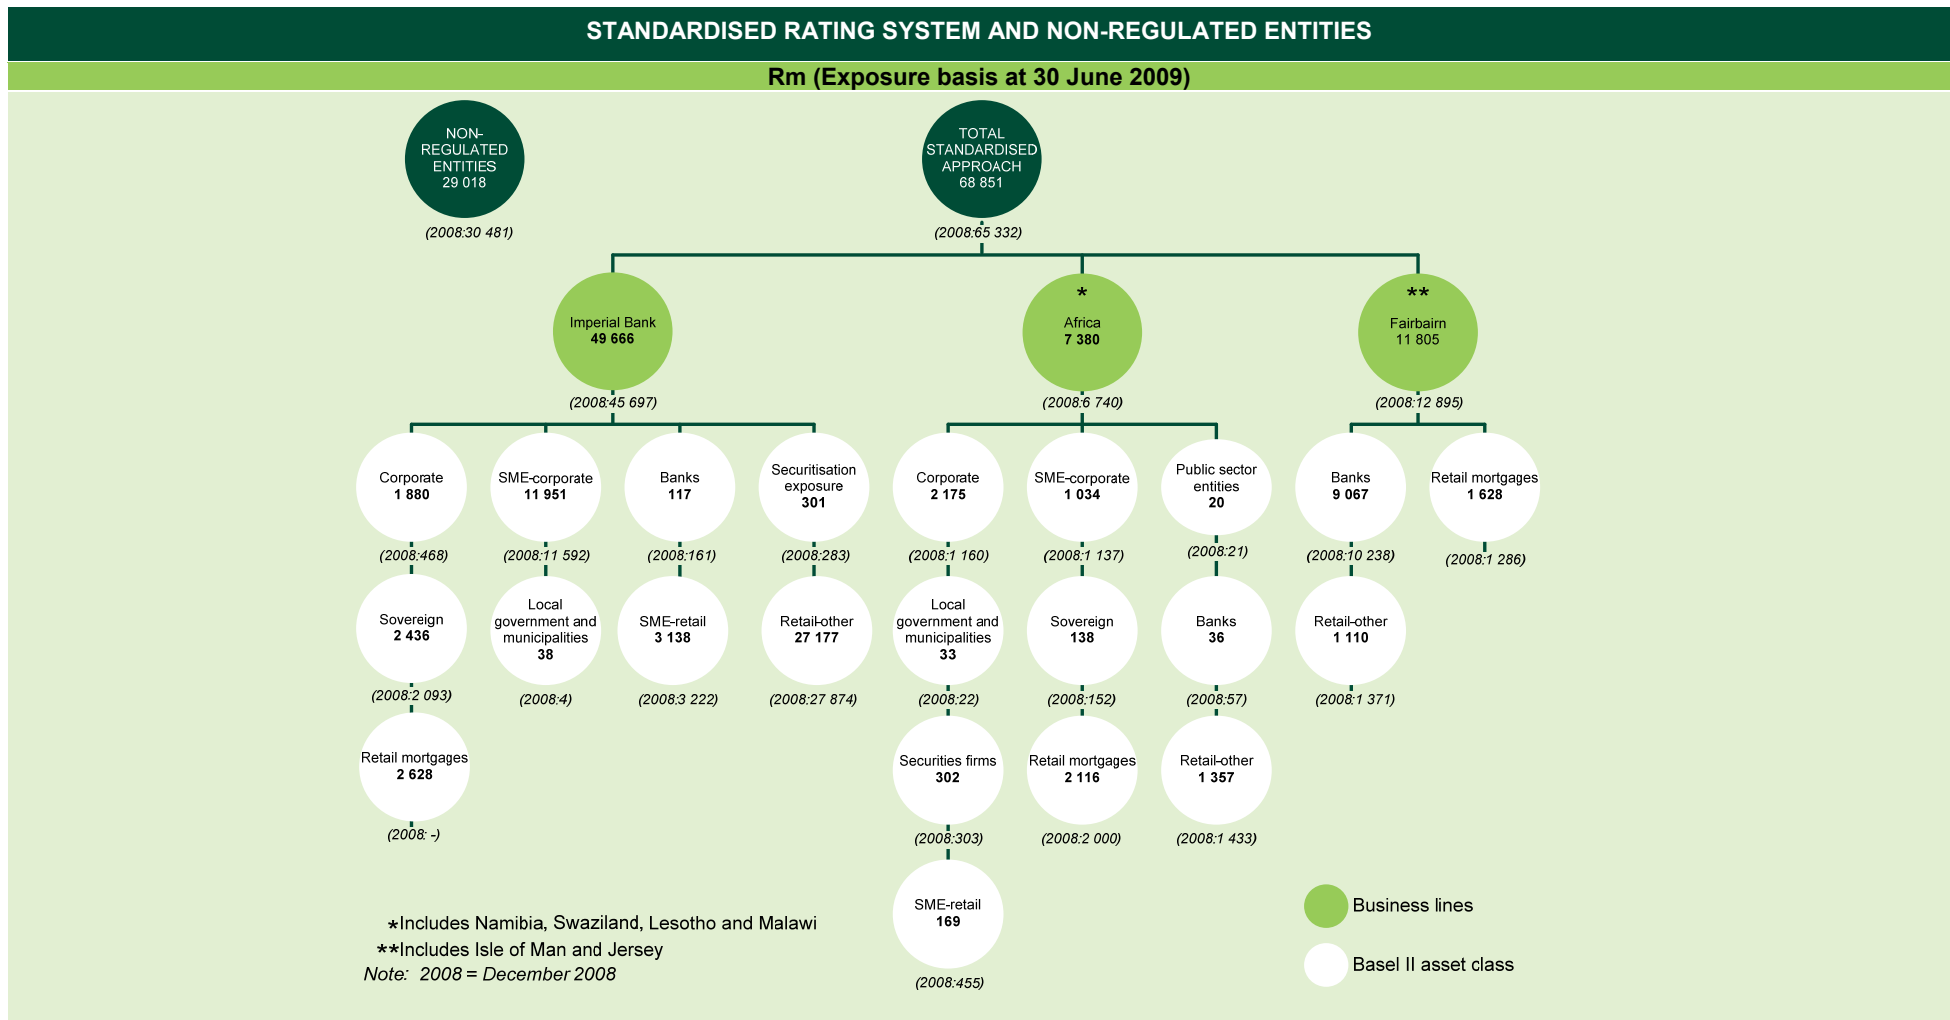 STANDARDISED RATING SYSTEM AND NON-REGULATED ENTITIES
Rm (Exposure basis at 30 June 2009)
NON-
REGULATED
ENTITIES
29 018
(2008:30 481)
TOTAL
STANDARDISED
APPROACH
68 851
(2008:65 332)
Imperial Bank
49 666
(2008:45 697)
*
Africa
7 380
(2008:6 740)
**
Fairbairn
11 805
(2008:12 895)
Corporate
1 880
(2008:468)
SME-corporate
11 951
(2008:11 592)
Banks
117
(2008:161)
Securitisation
exposure
301
(2008:283)
Corporate
2 175
(2008:1 160)
SME-corporate
1 034
(2008:1 137)
Public sector
entities
20
(2008:21)
Banks
9 067
(2008:10 238)
Retail mortgages
1 628
(2008:1 286)
Sovereign
2 436
(2008:2 093)
Local
government and
municipalities
38
(2008:4)
SME-retail
3 138
(2008:3 222)
Retail-other
27 177
(2008:27 874)
Local
government and
municipalities
33
(2008:22)
Sovereign
138
(2008:152)
Banks
36
(2008:57)
Retail-other
1 110
(2008:1 371)
Retail mortgages
2 628
(2008: -)
Securities firms
302
(2008:303)
Retail mortgages
2 116
(2008:2 000)
Retail-other
1 357
(2008:1 433)
SME-retail
169
(2008:455)
*Includes Namibia, Swaziland, Lesotho and Malawi
**Includes Isle of Man and Jersey
Note: 2008 = December 2008
Business lines
Basel II asset class